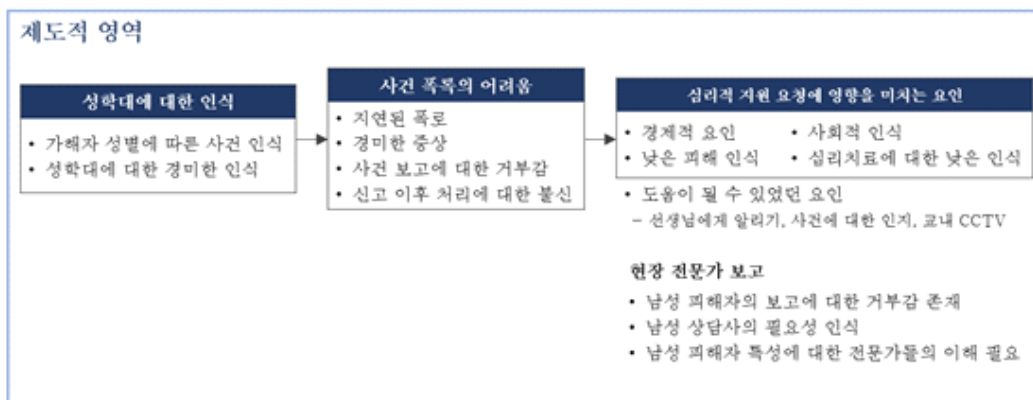 제도적 영역
성학대에 대한 인식
• 가해자 성별에 따른 사건 인식
• 성학대에 대한 경미한 인식
사건 폭록의 어려움
• 지연된 폭로
• 경미한 증상
• 사건 보고에 대한 거부감
• 신고 이후 처리에 대한 불신
심리적 지원 요청에 영향을 미치는 요인
• 경제적 요인 • 사회적 인식
• 낮은 피해 인식 • 심리치료에 대한 낮은 인식
• 도움이 될 수 있었던 요인
– 선생님에게 알리기, 사건에 대한 인지, 교내 CCTV
현장 전문가 보고
• 남성 피해자의 보고에 대한 거부감 존재
• 남성 상담사의 필요성 인식
• 남성 피해자 특성에 대한 전문가들의 이해 필요